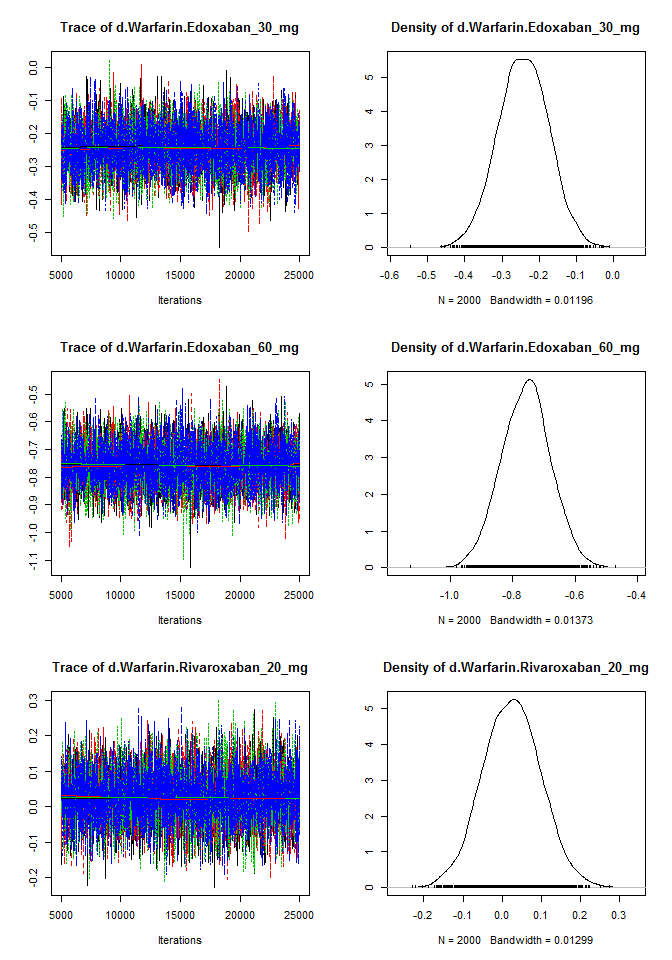 Trace of d.Warfarin.Edoxaban_30_mg
0.0
-0.1
-0.2
-0.3
-0.4
-0.5
5000 10000 15000 20000 25000
Iterations
Density of d.Warfarin.Edoxaban_30_mg
5
4
3
2
1
0
-0.6 -0.5 -0.4 -0.3 -0.2 -0.1 0.0
N = 2000 Bandwidth = 0.01196
Trace of d.Warfarin.Edoxaban_60_mg
-0.5
-0.6
-0.7
-0.8
-0.9
-1.0
-1.1
5000 10000 15000 20000 25000
Iterations
Density of d.Warfarin.Edoxaban_60_mg
5
4
3
2
1
0
-1.0 -0.8 -0.6 -0.4
N = 2000 Bandwidth = 0.01373
Trace of d.Warfarin.Rivaroxaban_20_mg
0.3
0.2
0.1
0.0
-0.1
-0.2
5000 10000 15000 20000 25000
Iterations
Density of d.Warfarin.Rivaroxaban_20_mg
5
4
3
2
1
0
-0.2 -0.1 0.0 0.1 0.2 0.3
N = 2000 Bandwidth = 0.01299